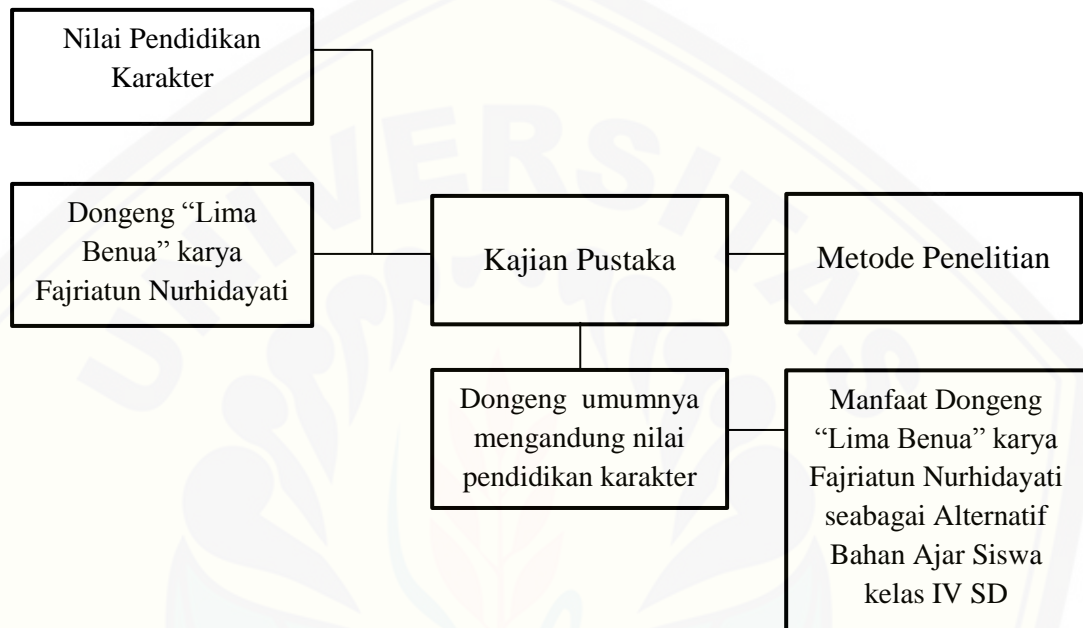 Nilai Pendidikan
Karakter
Dongeng “Lima
Benua” karya
Fajriatun Nurhidayati
Kajian Pustaka
Metode Penelitian
Dongeng umumnya
mengandung nilai
pendidikan karakter
Manfaat Dongeng
“Lima Benua” karya
Fajriatun Nurhidayati
seabagai Alternatif
Bahan Ajar Siswa
kelas IV SD
UNIVERSITAS